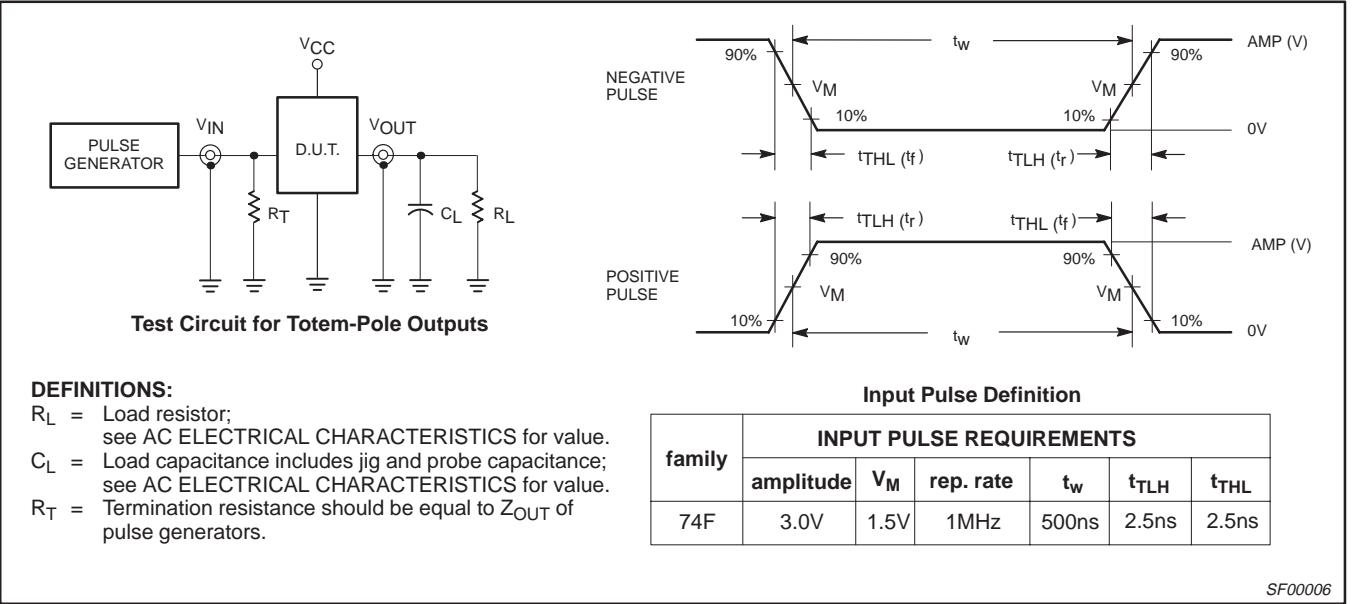 VCC
PULSE
GENERATOR
VIN
D.U.T.
VOUT
RT
CL
RL
Test Circuit for Totem-Pole Outputs
NEGATIVE
PULSE
90%
tW
90%
AMP (V)
VM
VM
10%
10%
0V
tTHL (tf)
tTLH (tr)
tTLH (tr)
tTHL (tf)
AMP (V)
POSITIVE
PULSE
90%
90%
VM
VM
10%
tW
10%
0V
DEFINITIONS:
RL = Load resistor;
see AC ELECTRICAL CHARACTERISTICS for value.
CL = Load capacitance includes jig and probe capacitance;
see AC ELECTRICAL CHARACTERISTICS for value.
RT = Termination resistance should be equal to ZOUT of
pulse generators.
Input Pulse Definition
family
INPUT PULSE REQUIREMENTS
amplitude VM rep. rate tw tTLH tTHL
74F 3.0V 1.5V 1MHz 500ns 2.5ns 2.5ns
SF00006